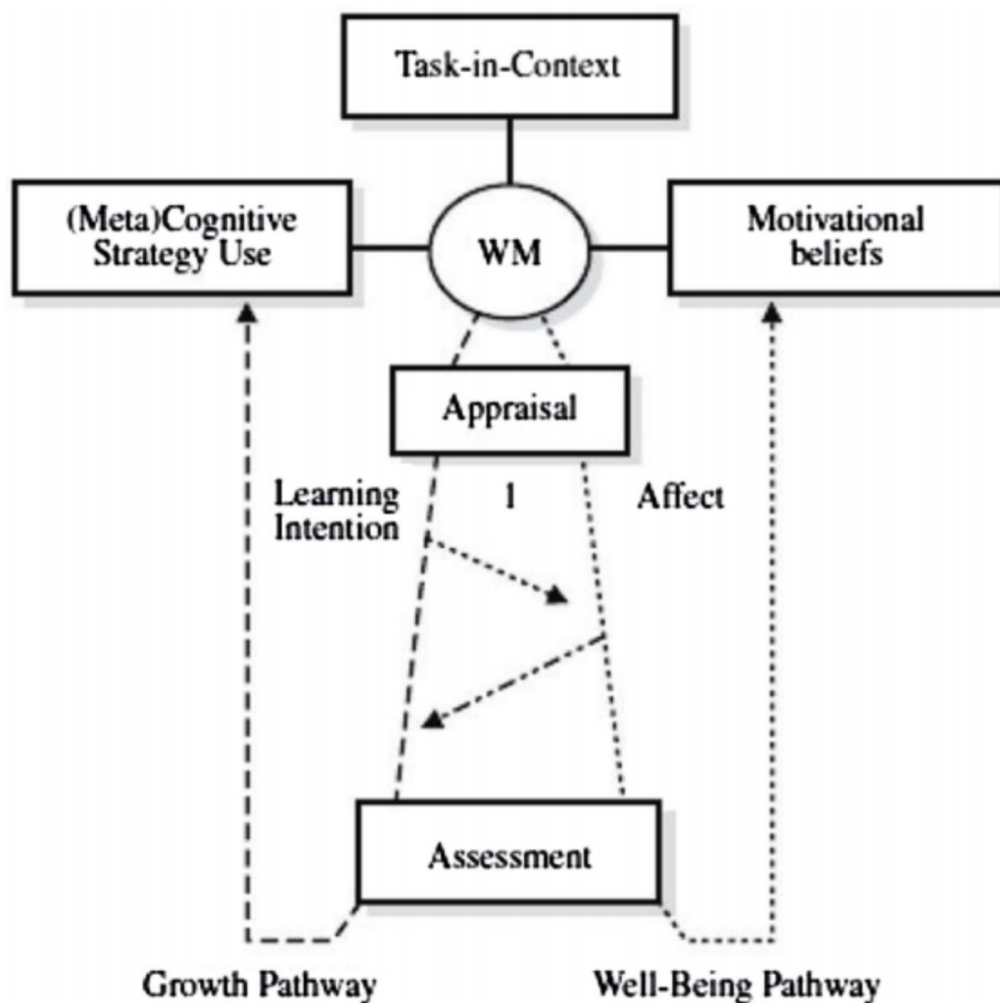 Task-in-Context
(Meta)Cognitive
Strategy Use
WM
Motivational
beliefs
Appraisal
Learning
Intention
1
Affect
Assessment
Growth Pathway
Well-Being Pathway